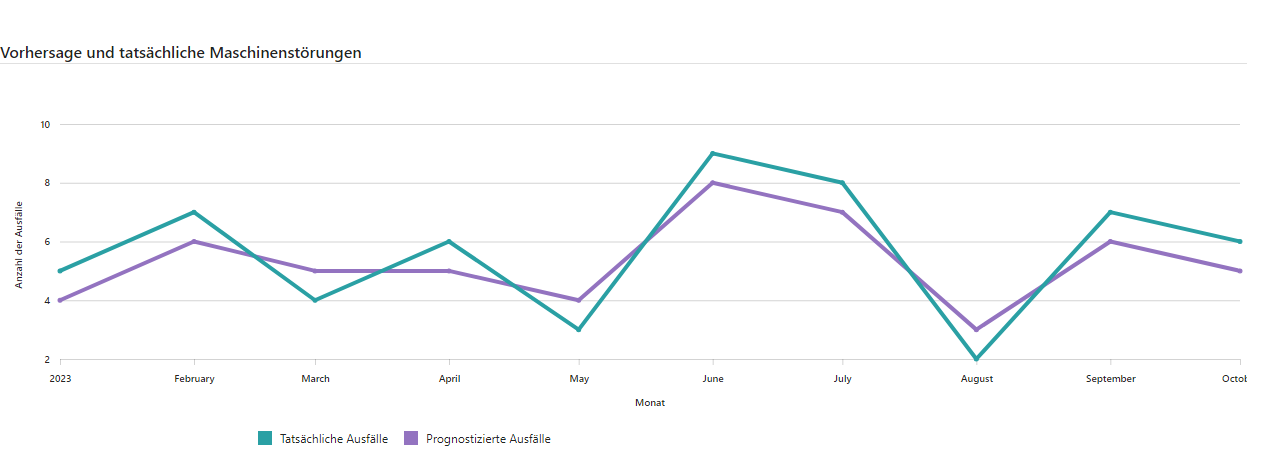 Vorhersage und tatsächliche Maschinenstörungen
10
8
6
4
2
Anzahl der Ausfälle
2023 February March April May June July August September Octob
Monat
Tatsächliche Ausfälle Prognostizierte Ausfälle